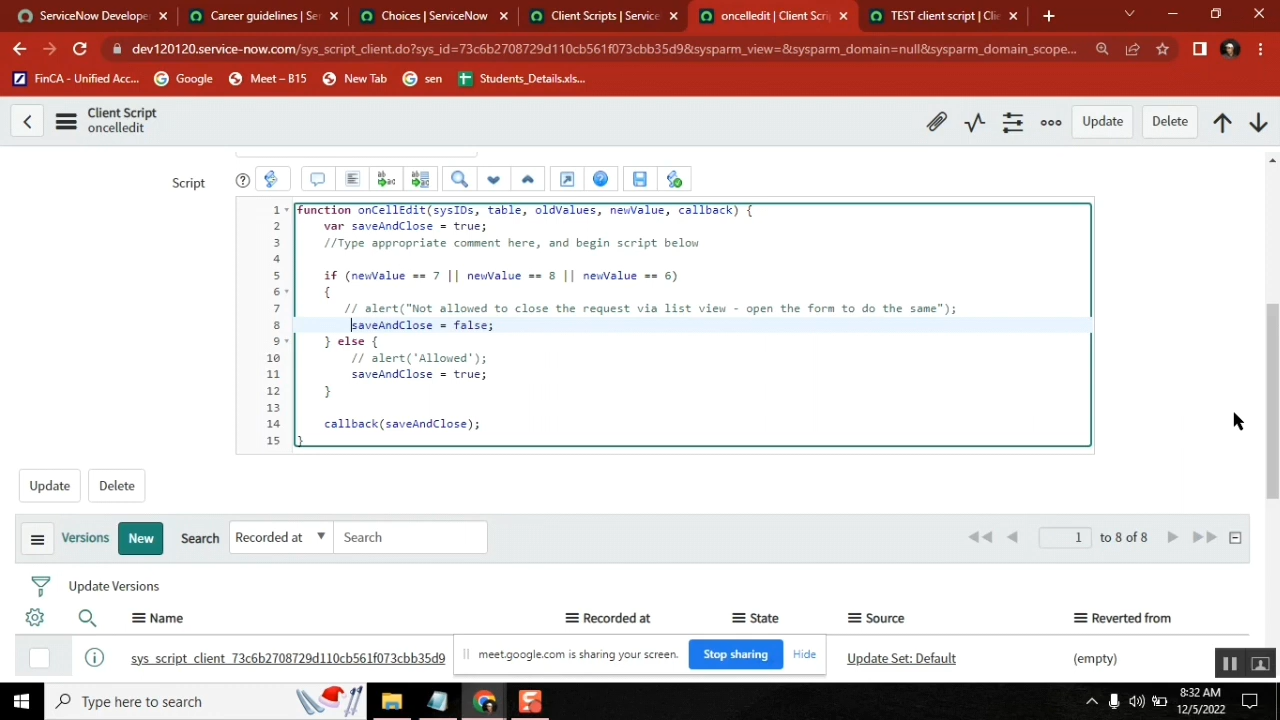 ServiceNow Develope
Career guidelines | Ser
Choices | ServiceNow
Client Scripts | Service
oncelledit | Client Scri
TEST client script | Clie
dev120120.service-now.com/sys_script_client.do?sys_id=73c6b2708729d110cb561f073cbb35d9&sysparm_view=&sysparm_domain=null&sysparm_domain_scope...
FinCA - Unified Acc...
Google
Meet – B15
New Tab
sen
Students_Details.xls...
Client Script
oncelledit
Update
Delete
Script
1 function onCellEdit(sysIDs, table, oldValues, newValue, callback) {
2 var saveAndClose = true;
3 //Type appropriate comment here, and begin script below
4
5 if (newValue == 7 || newValue == 8 || newValue == 6)
6 {
7 // alert("Not allowed to close the request via list view - open the form to do the same");
8 saveAndClose = false;
9 } else {
10 // alert('Allowed');
11 saveAndClose = true;
12 }
13
14 callback(saveAndClose);
15 }
Update
Delete
Versions
New
Search
Recorded at
Search
1
to 8 of 8
Update Versions
Name
Recorded at
State
Source
Reverted from
sys_script_client_73c6b2708729d110cb561f073cbb35d9
Update Set: Default
(empty)
meet.google.com is sharing your screen.
Stop sharing
Hide
Type here to search
8:32 AM
12/5/2022